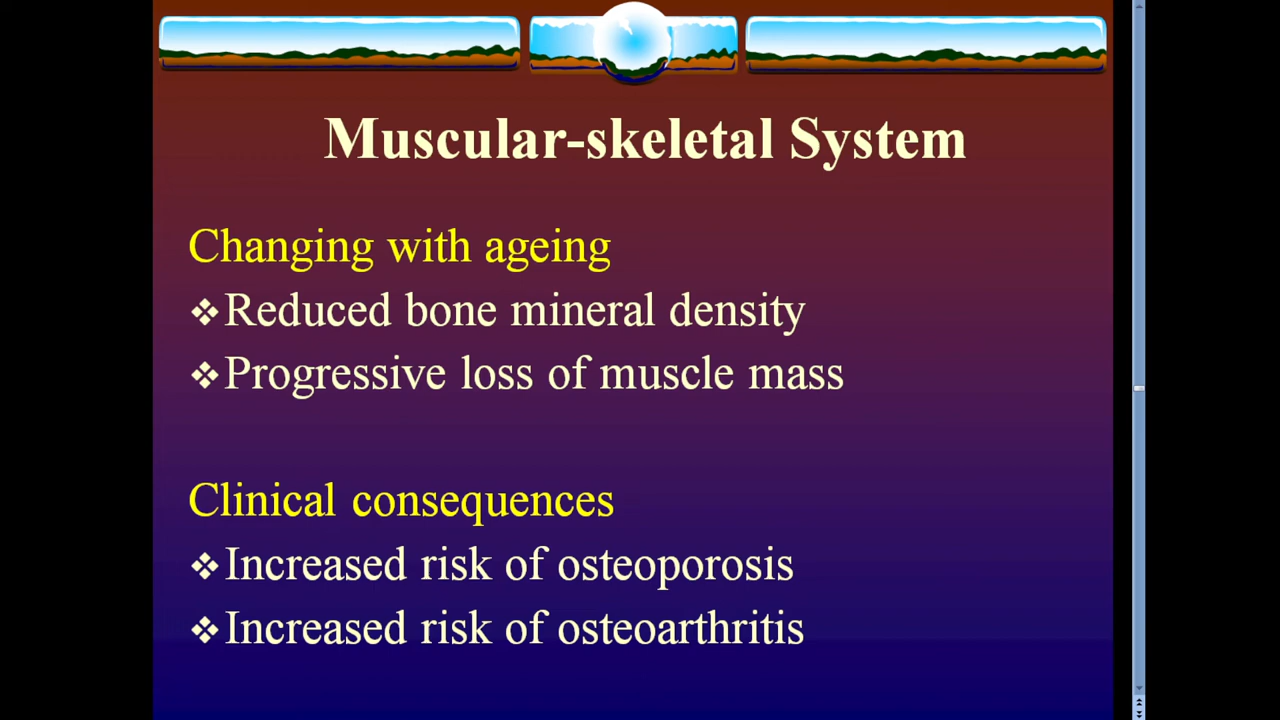 Muscular-skeletal System
Changing with ageing
❖Reduced bone mineral density
❖Progressive loss of muscle mass
Clinical consequences
❖Increased risk of osteoporosis
❖Increased risk of osteoarthritis